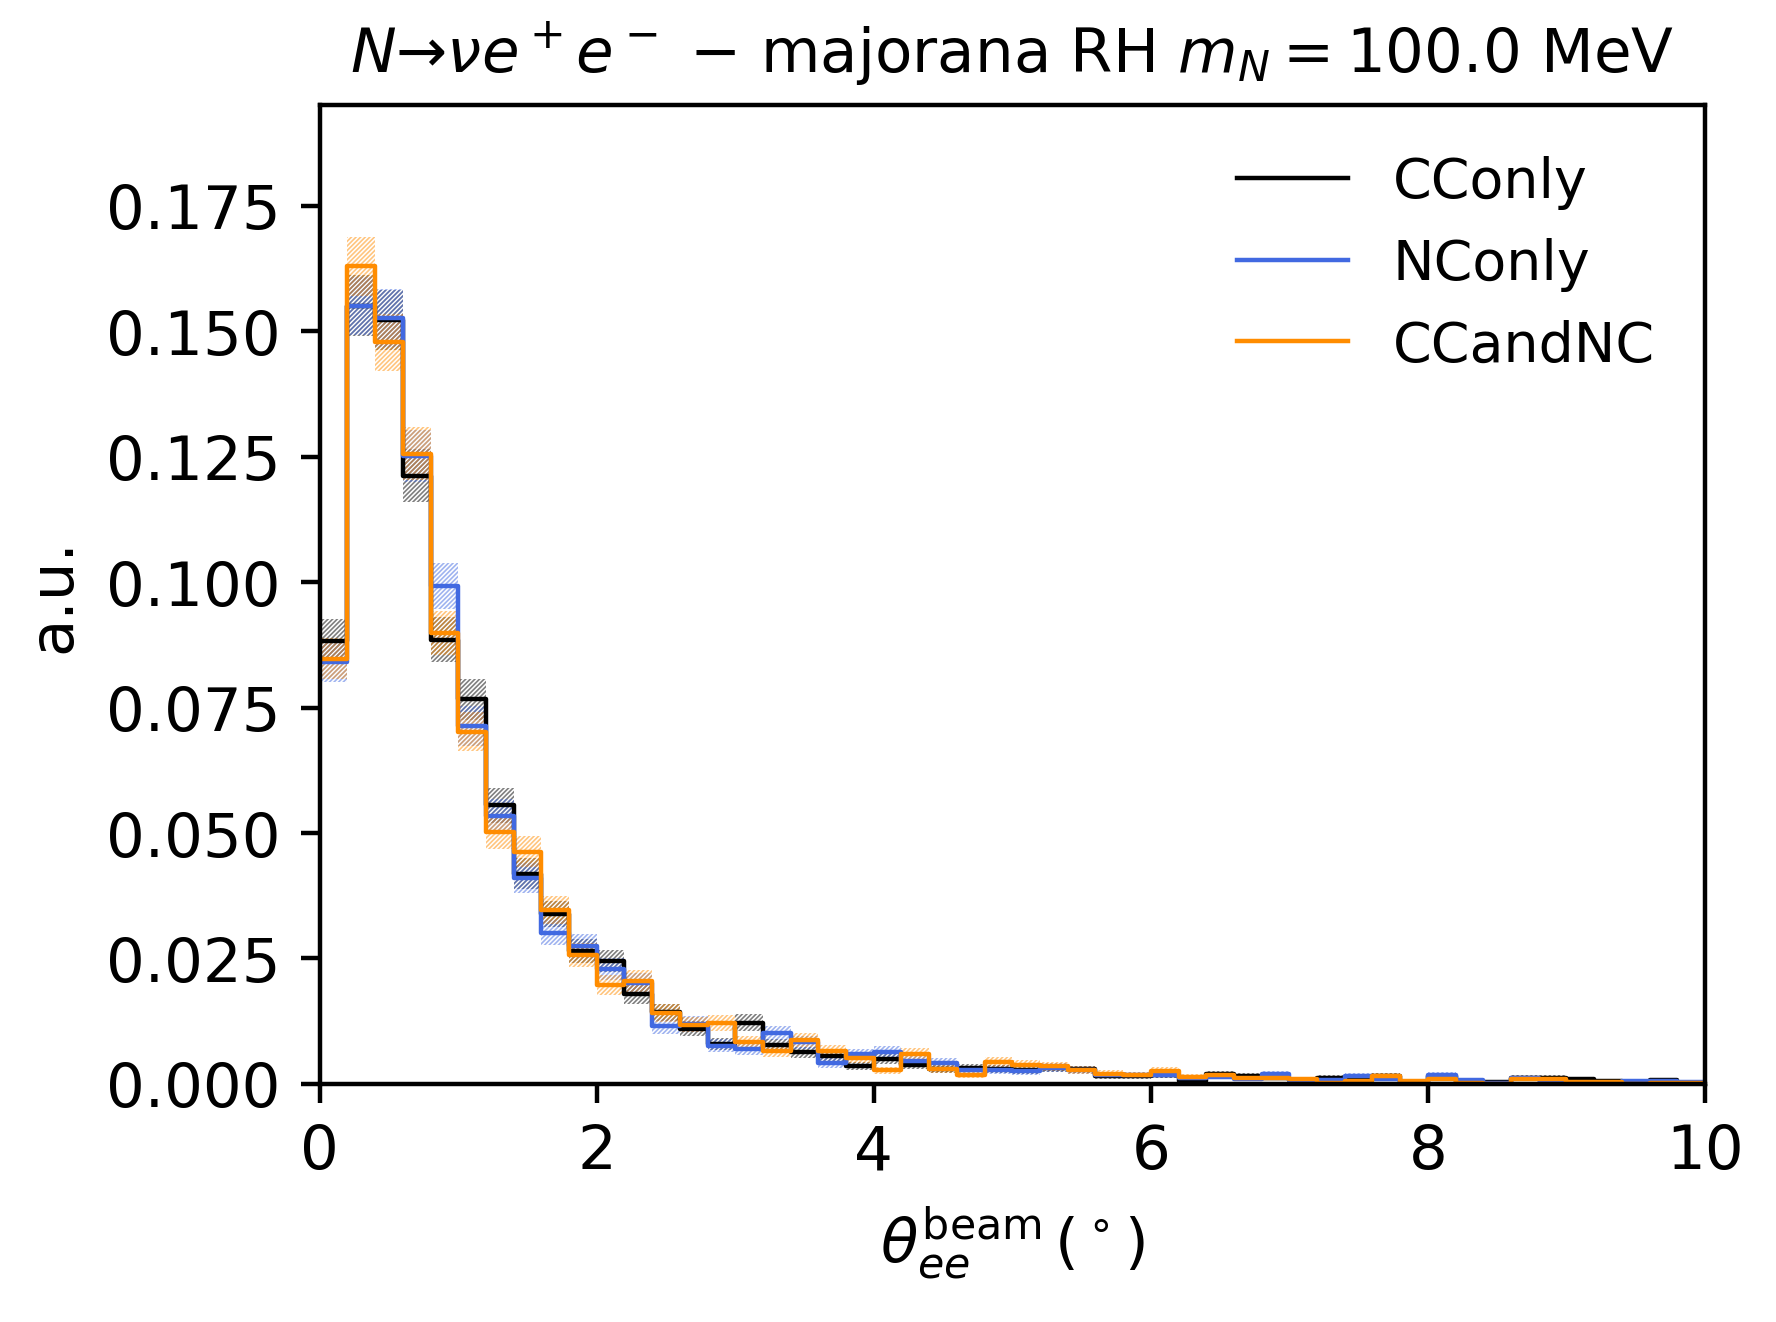 N→νe⁺e⁻ − majorana RH m_N = 100.0 MeV
CConly
NConly
CCandNC
0.175
0.150
0.125
0.100
0.075
0.050
0.025
0.000
a.u.
0 2 4 6 8 10
θ_ee^beam (°)